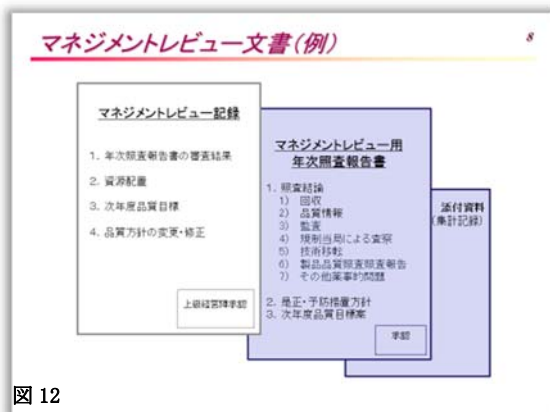 マネジメントレビュー文書(例)
8
マネジメントレビュー記録
1. 年次照査報告書の審査結果
2. 資源配置
3. 次年度品質目標
4. 品質方針の変更・修正
上級経営陣承認
マネジメントレビュー用
年次照査報告書
1. 照査結論
1) 回収
2) 品質情報
3) 監査
4) 規制当局による査察
5) 技術移転
6) 製品品質照査照査報告
7) その他薬事的問題
2. 是正・予防措置方針
3. 次年度品質目標案
承認
添付資料
(集計記録)
図 12